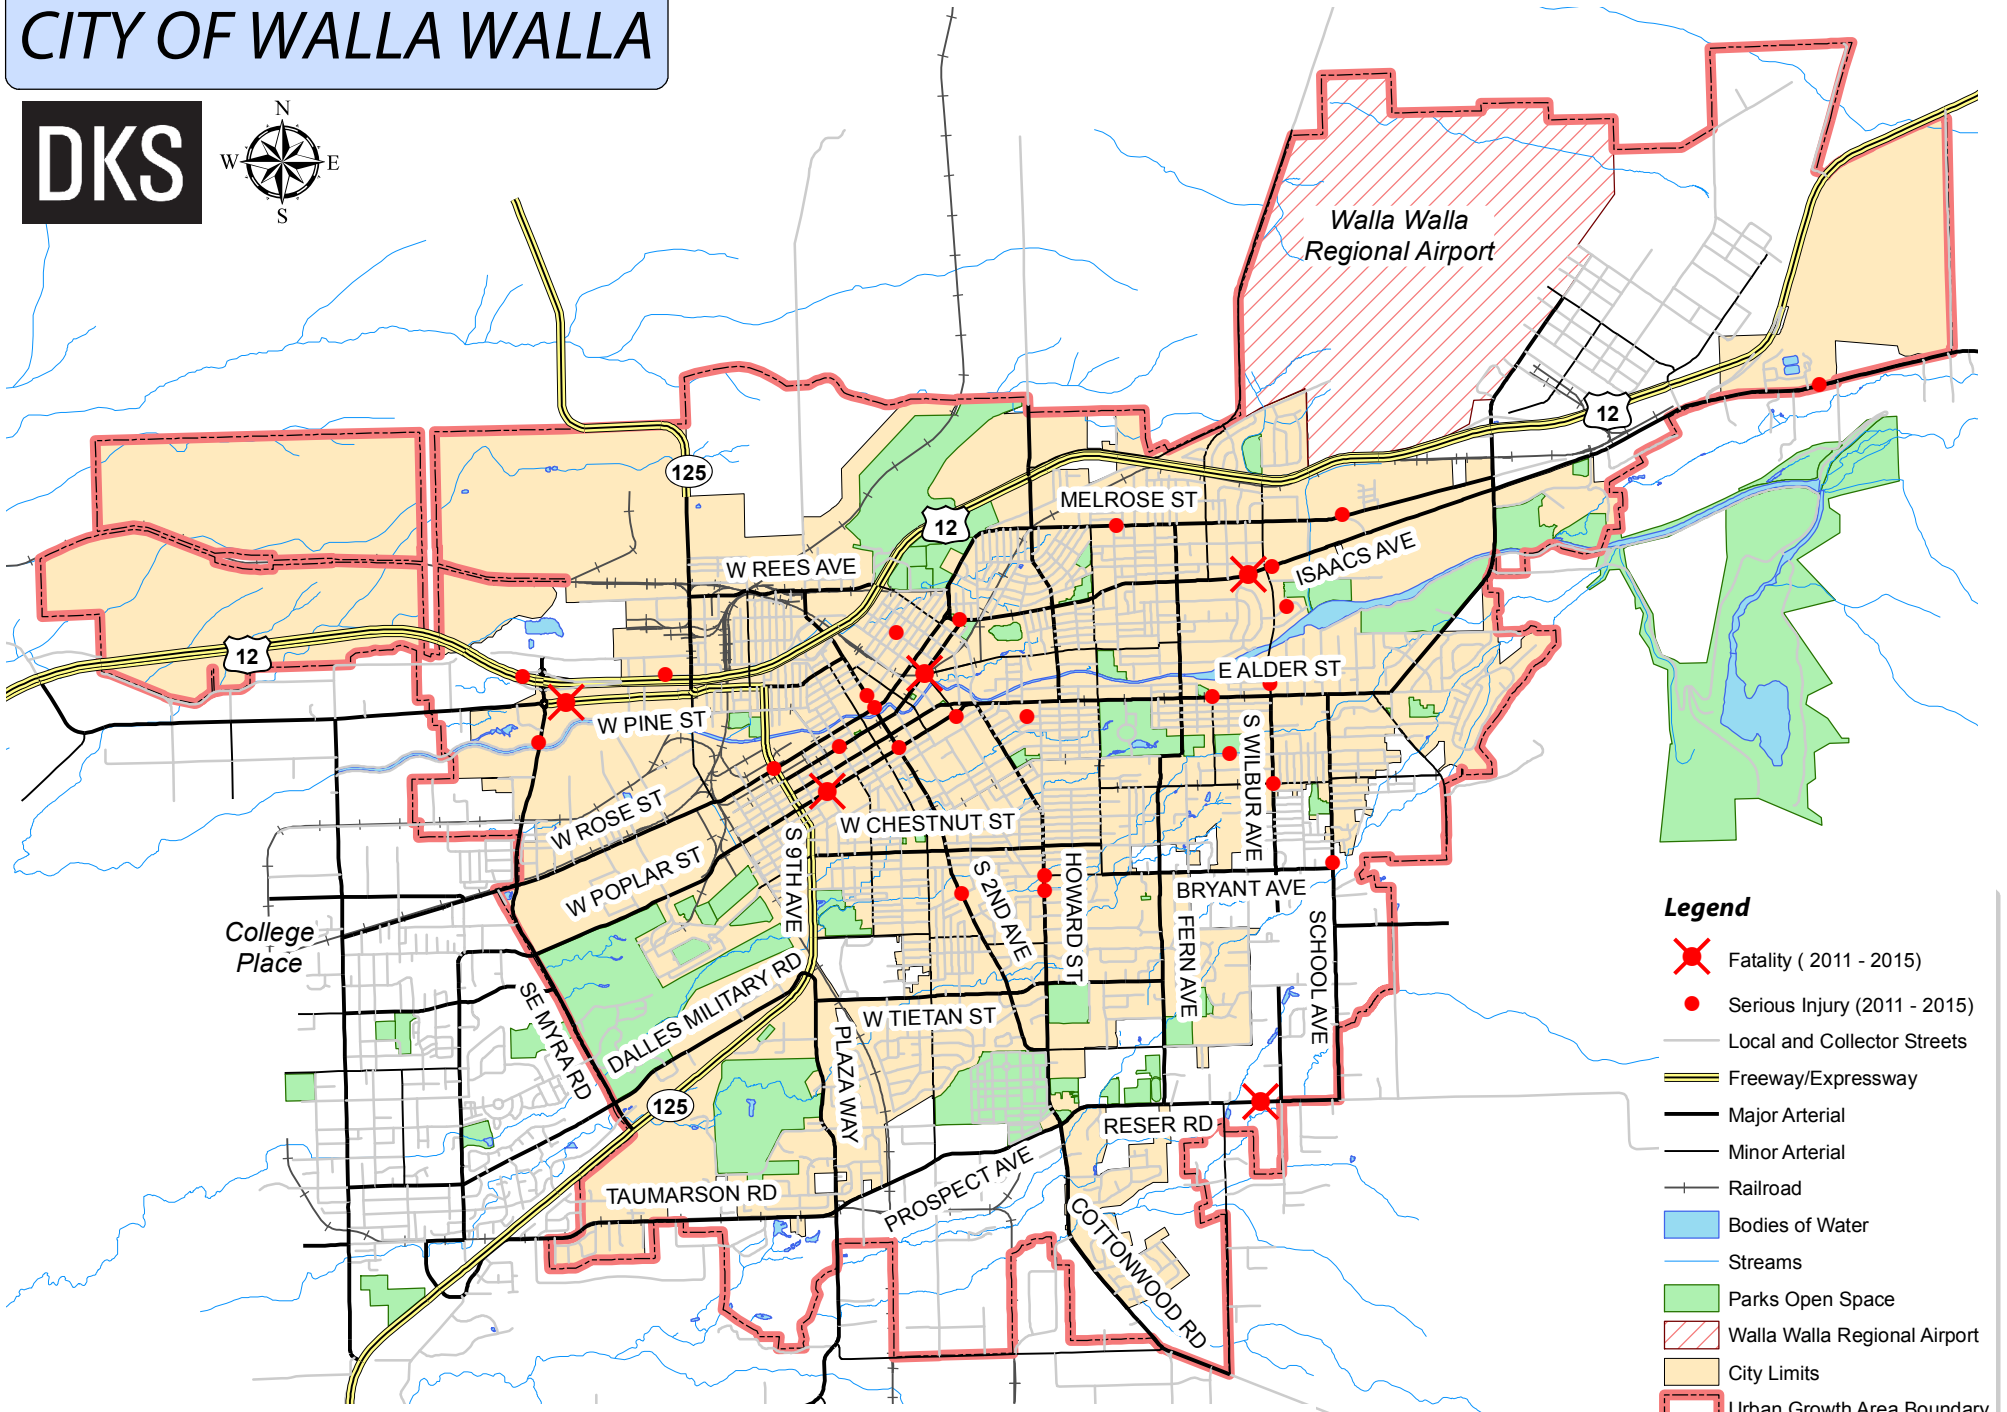 CITY OF WALLA WALLA
DKS
N
W
E
S
Walla Walla
Regional Airport
12
125
MELROSE ST
12
W REES AVE
ISAACS AVE
12
E ALDER ST
W PINE ST
S WILBUR AVE
W ROSE ST
W CHESTNUT ST
S 9TH AVE
W POPLAR ST
S 2ND AVE
HOWARD ST
BRYANT AVE
FERN AVE
SCHOOL AVE
College
Place
DALLES MILITARY RD
SE MYRA RD
W TIETAN ST
PLAZA WAY
125
RESER RD
PROSPECT AVE
TAUMARSON RD
COTTONWOOD RD
Legend
Fatality ( 2011 - 2015)
Serious Injury (2011 - 2015)
Local and Collector Streets
Freeway/Expressway
Major Arterial
Minor Arterial
Railroad
Bodies of Water
Streams
Parks Open Space
Walla Walla Regional Airport
City Limits
Urban Growth Area Boundary